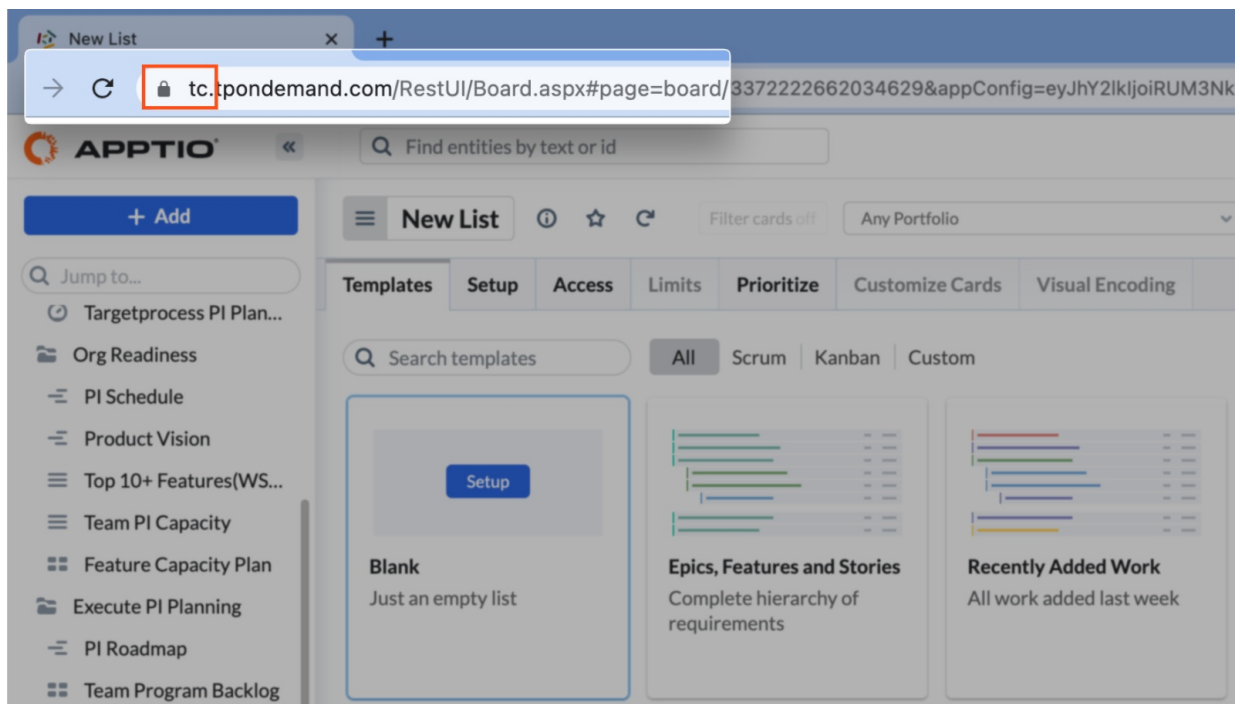 New List
tc.tpondemand.com/RestUI/Board.aspx#page=board/3372222662034629&appConfig=eyJhY2lkIjoiRUM3Nk
APPTIO
Find entities by text or id
+ Add
New List
Filter cards off
Any Portfolio
Jump to...
Templates Setup Access Limits Prioritize Customize Cards Visual Encoding
Targetprocess PI Plan...
Org Readiness
Search templates
All Scrum Kanban Custom
PI Schedule
Product Vision
Top 10+ Features(WS...
Setup
Team PI Capacity
Feature Capacity Plan
Blank
Just an empty list
Epics, Features and Stories
Complete hierarchy of
requirements
Recently Added Work
All work added last week
Execute PI Planning
PI Roadmap
Team Program Backlog